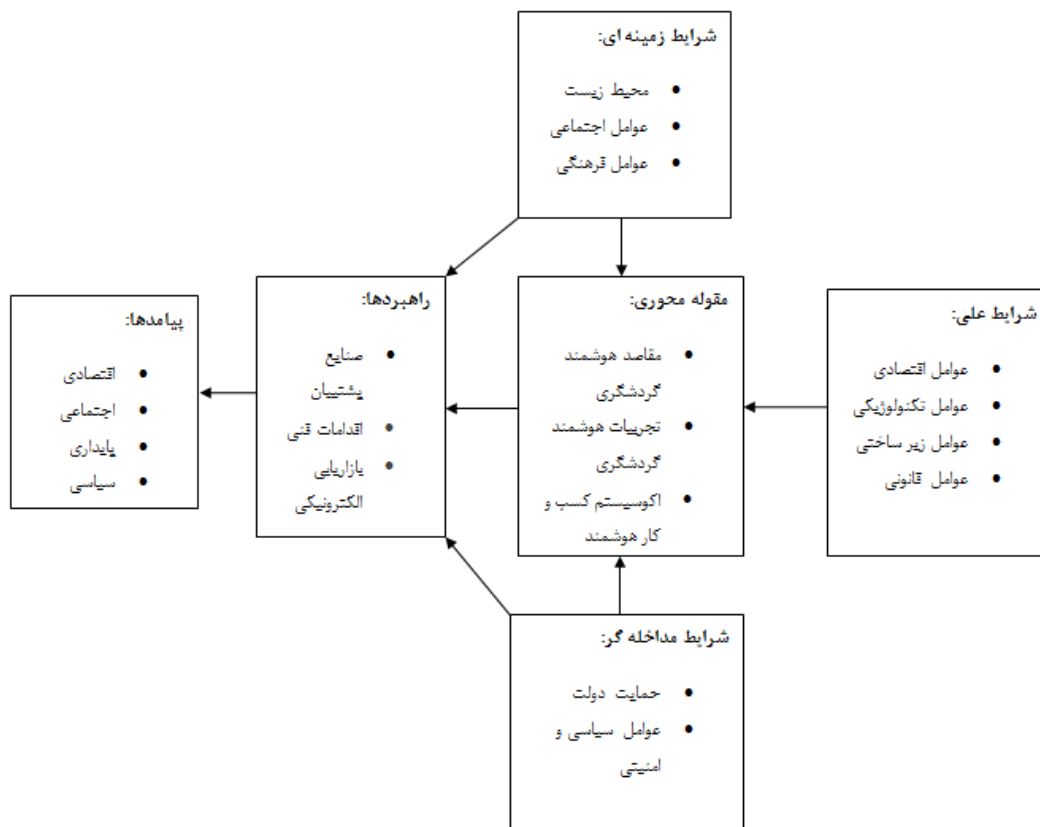 شرایط زمینه ای:
• محیط زیست
• عوامل اجتماعی
• عوامل فرهنگی
شرایط علی:
• عوامل اقتصادی
• عوامل تکنولوژیکی
• عوامل زیر ساختی
• عوامل قانونی
مقوله محوری:
• مقاصد هوشمند
گردشگری
• تجربیات هوشمند
گردشگری
• اکوسیستم کسب و
کار هوشمند
راهبردها:
• صنایع
پشتیبان
• اقدامات فنی
• بازاریابی
الکترونیکی
پیامدها:
• اقتصادی
• اجتماعی
• پایداری
• سیاسی
شرایط مداخله گر:
• حمایت دولت
• عوامل سیاسی و
امنیتی